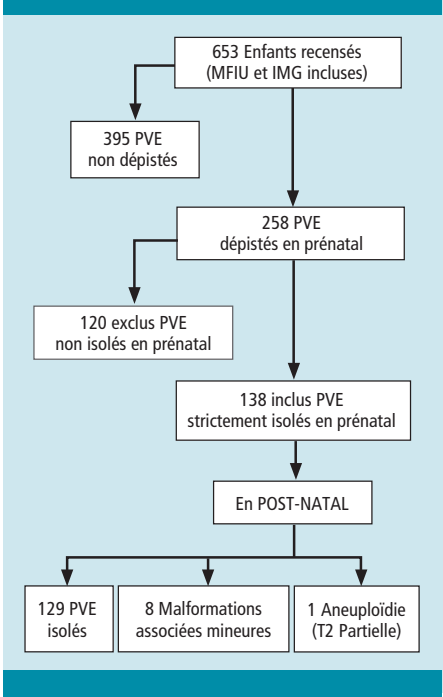 653 Enfants recensés
(MFIU et IMG incluses)
395 PVE
non dépistés
258 PVE
dépistés en prénatal
120 exclus PVE
non isolés en prénatal
138 inclus PVE
strictement isolés en prénatal
En POST-NATAL
129 PVE
isolés
8 Malformations
associées mineures
1 Aneuploïdie
(T2 Partielle)